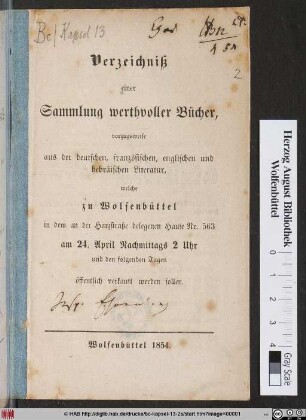 Bc/Kapsel 13
2
Verzeichniß
einer
Sammlung werthvoller Bücher,
vorzugsweise
aus der deutschen, französischen, englischen und
hebräischen Literatur,
welche
zu Wolfenbüttel
in dem an der Harzstraße belegenen Hause Nr. 563
am 24. April Nachmittags 2 Uhr
und den folgenden Tagen
öffentlich verkauft werden sollen.
Wolfenbüttel 1854.
Herzog August Bibliothek
Wolfenbüttel
Gray Scale
© HAB http://diglib.hab.de/drucke/bc-kapsel-13-2s/start.htm?image=00001